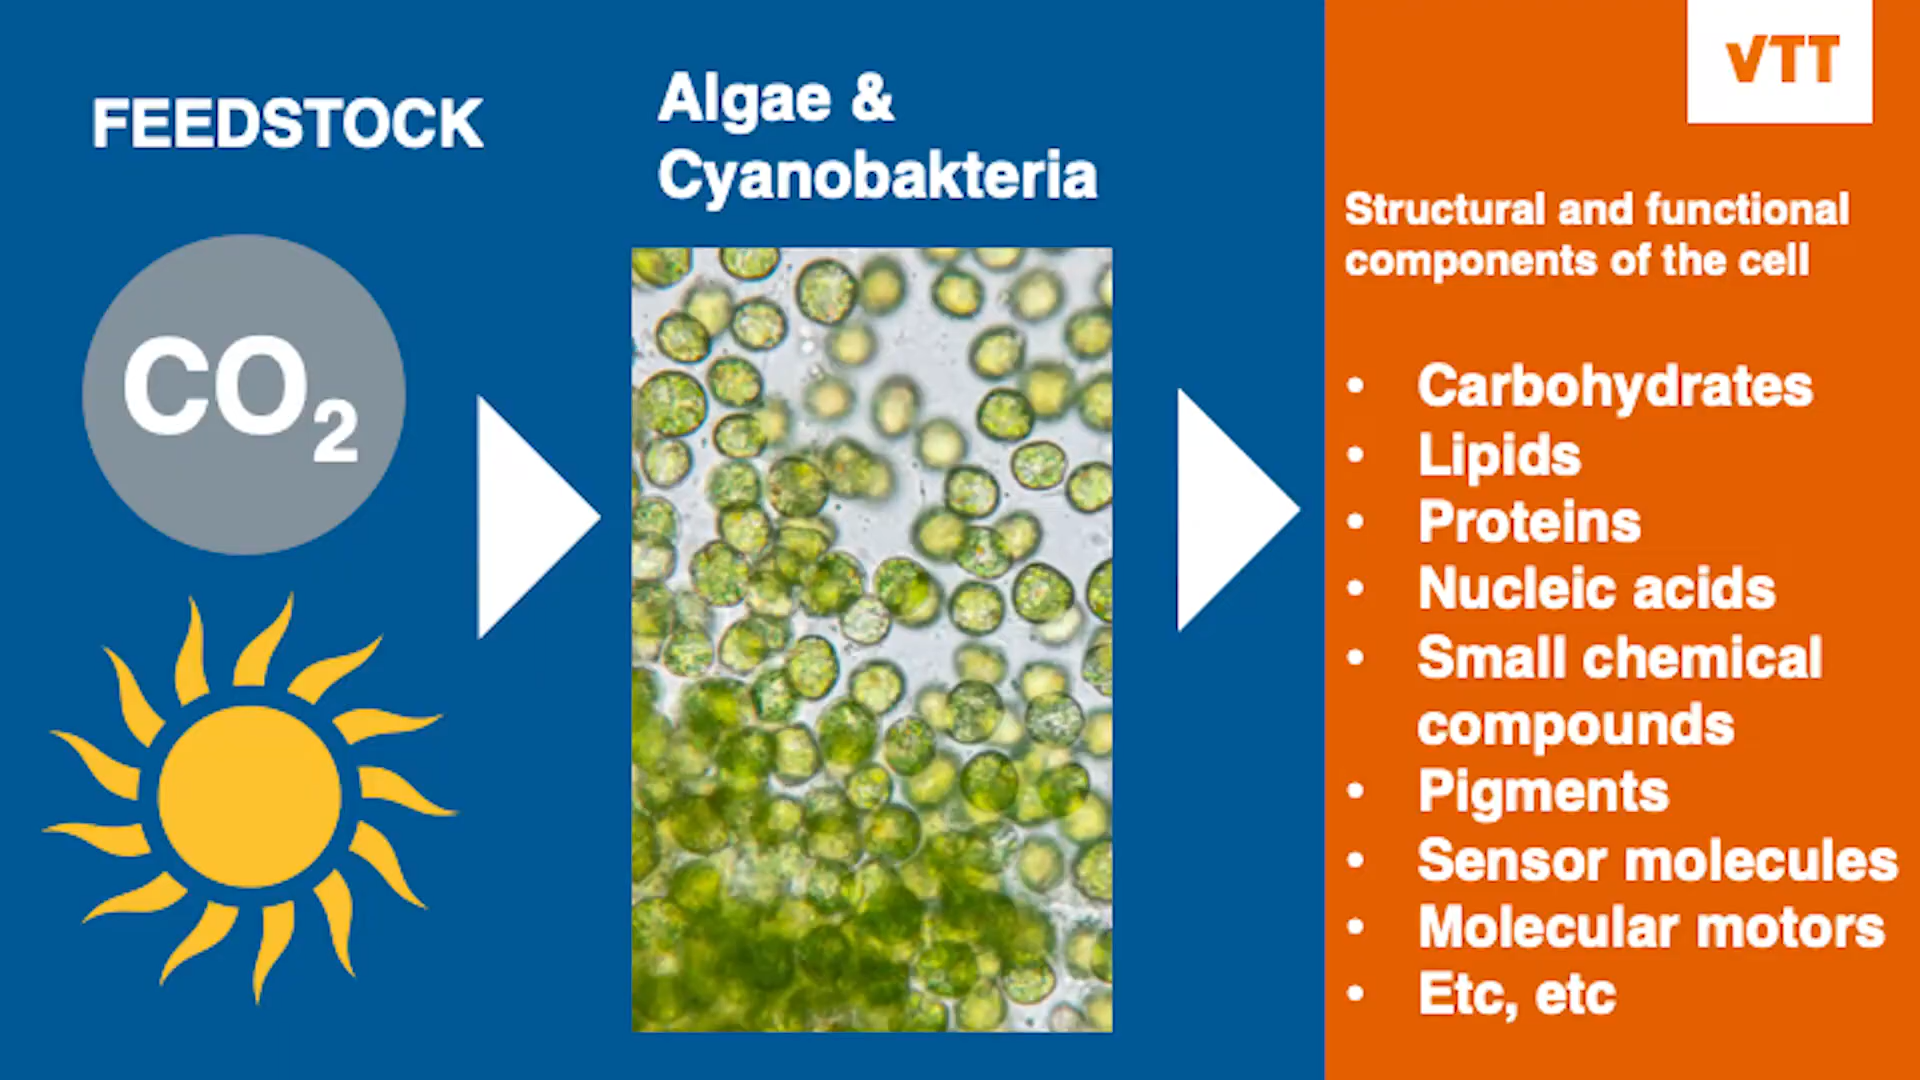 FEEDSTOCK
CO₂
Algae &
Cyanobakteria
VTT
Structural and functional
components of the cell
• Carbohydrates
• Lipids
• Proteins
• Nucleic acids
• Small chemical
compounds
• Pigments
• Sensor molecules
• Molecular motors
• Etc, etc